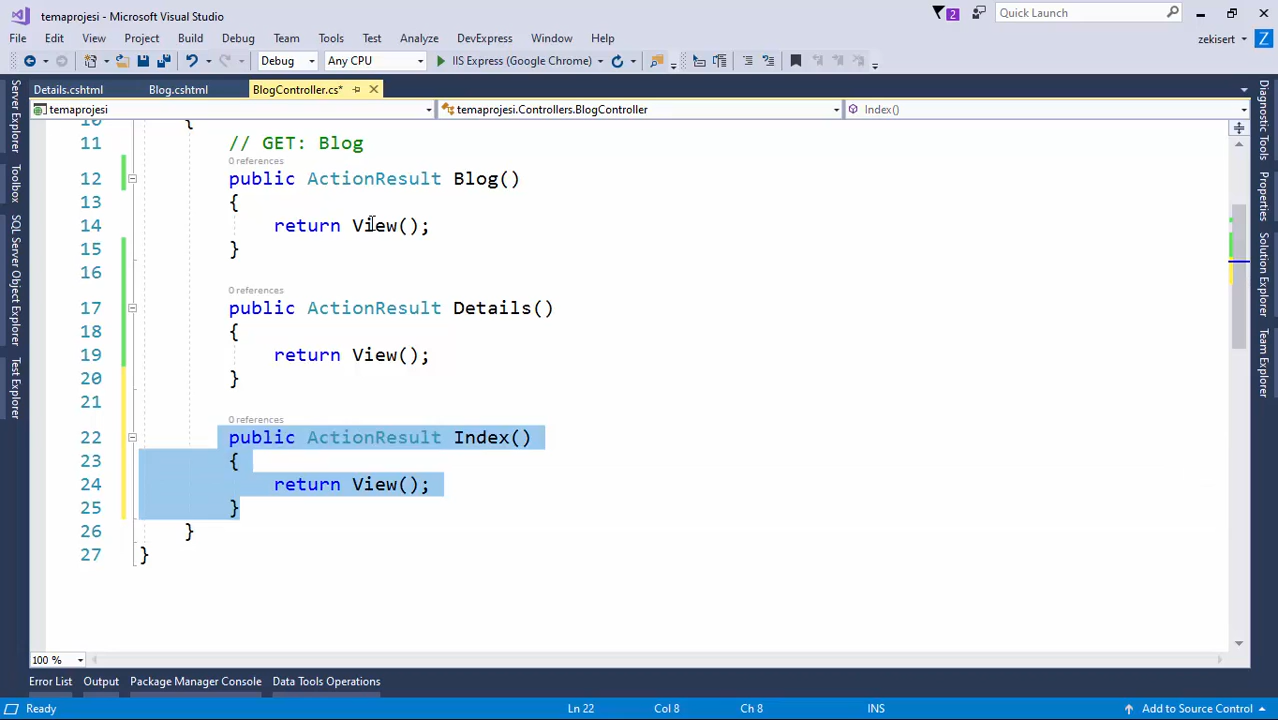 temaprojesi - Microsoft Visual Studio
2
Quick Launch
File Edit View Project Build Debug Team Tools Test Analyze DevExpress Window Help
zekisert
Z
Debug Any CPU IIS Express (Google Chrome)
Details.cshtml Blog.cshtml BlogController.cs*
temaprojesi temaprojesi.Controllers.BlogController Index()
Server Explorer
Toolbox
SQL Server Object Explorer
Test Explorer
10 {
11 // GET: Blog
0 references
12 public ActionResult Blog()
13 {
14 return View();
15 }
16
0 references
17 public ActionResult Details()
18 {
19 return View();
20 }
21
0 references
22 public ActionResult Index()
23 {
24 return View();
25 }
26 }
27 }
Diagnostic Tools
Properties
Solution Explorer
Team Explorer
100 %
Error List Output Package Manager Console Data Tools Operations
Ready Ln 22 Col 8 Ch 8 INS Add to Source Control